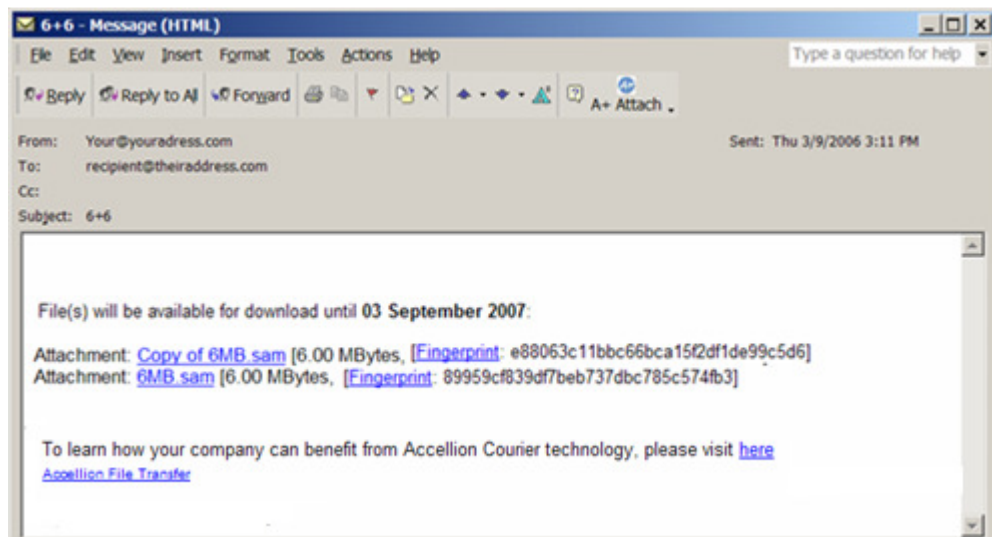 6+6 - Message (HTML)
File Edit View Insert Format Tools Actions Help Type a question for help
Reply Reply to All Forward A+ Attach
From: Your@youradress.com Sent: Thu 3/9/2006 3:11 PM
To: recipient@theiraddress.com
Cc:
Subject: 6+6
File(s) will be available for download until 03 September 2007:
Attachment: Copy of 6MB.sam [6.00 MBytes, [Fingerprint: e88063c11bbc66bca15f2df1de99c5d6]
Attachment: 6MB.sam [6.00 MBytes, [Fingerprint: 89959cf839df7beb737dbc785c574fb3]
To learn how your company can benefit from Accellion Courier technology, please visit here
Accellion File Transfer